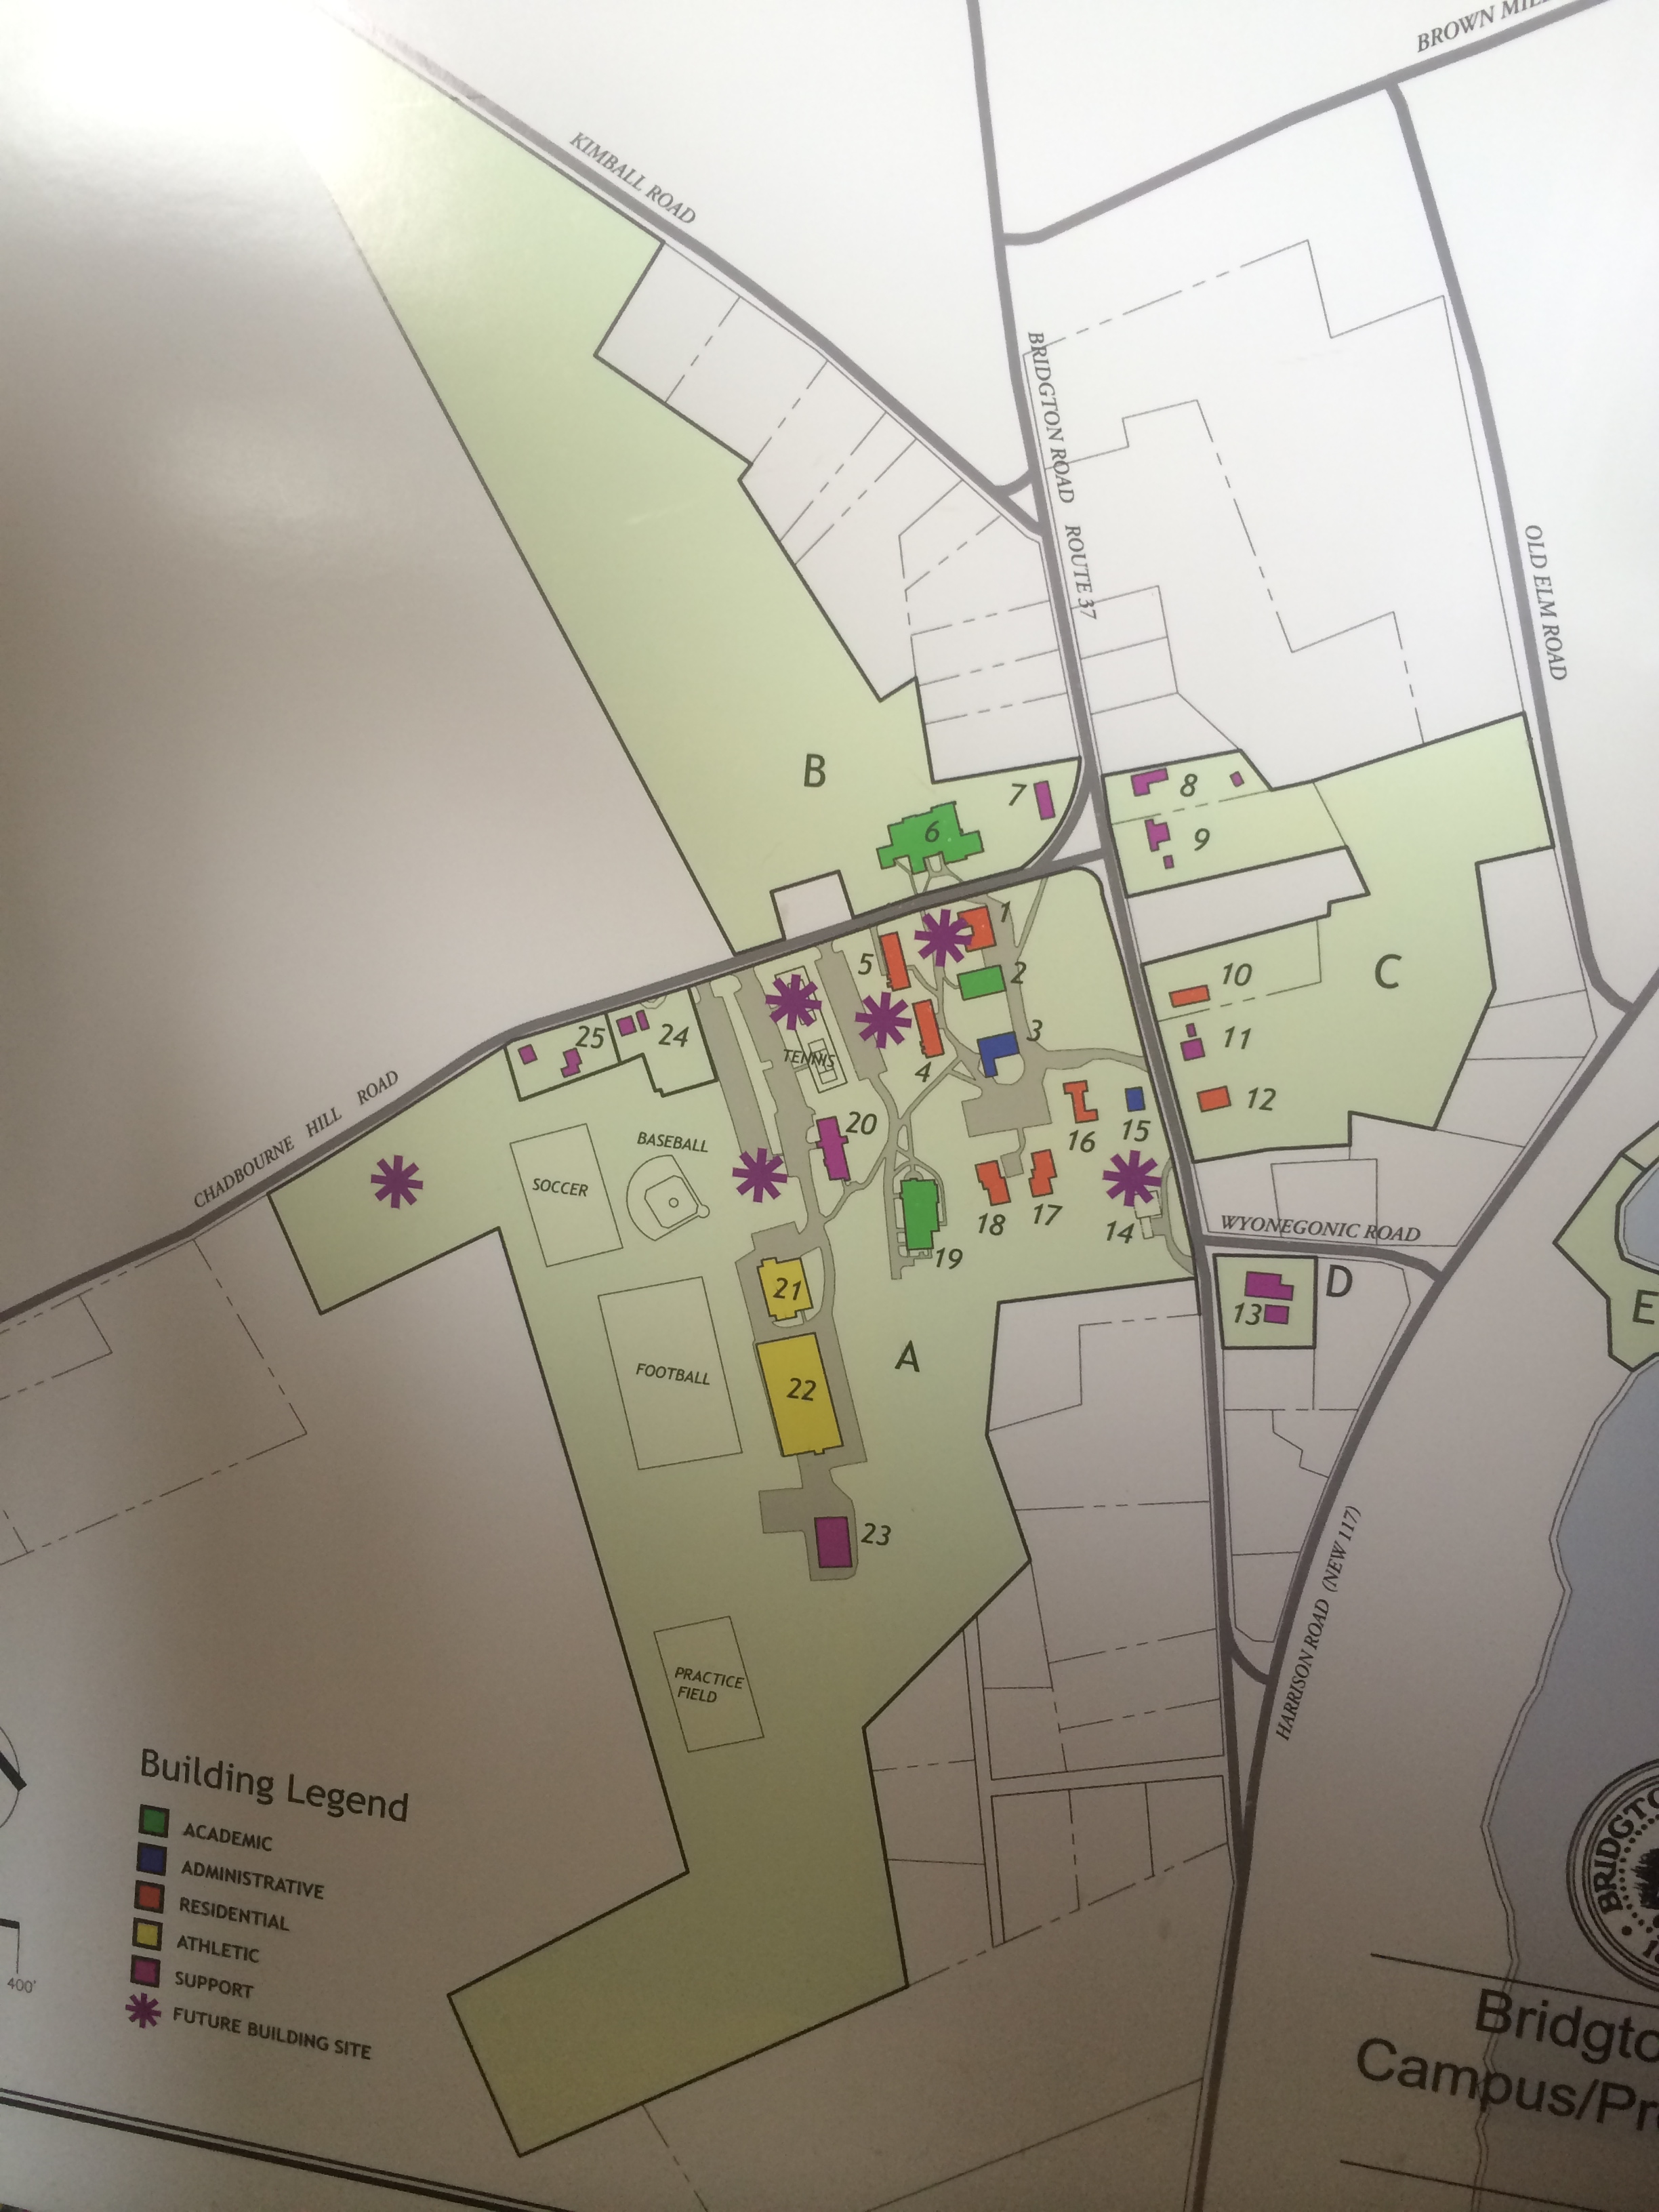 BROWN
KIMBALL ROAD
BRIDGTON ROAD ROUTE 37
OLD ELM ROAD
B
7
8
6
9
1
5
2
10
C
25
24
TENNIS
3
11
4
12
CHADBOURNE HILL ROAD
BASEBALL
20
16
15
SOCCER
18
17
14
WYONEGONIC ROAD
19
21
D
13
E
FOOTBALL
22
A
23
HARRISON ROAD (NEW 117)
PRACTICE
FIELD
Building Legend
ACADEMIC
ADMINISTRATIVE
RESIDENTIAL
ATHLETIC
SUPPORT
FUTURE BUILDING SITE
400'
BRIDGTO
Bridgto
Campus/Pr